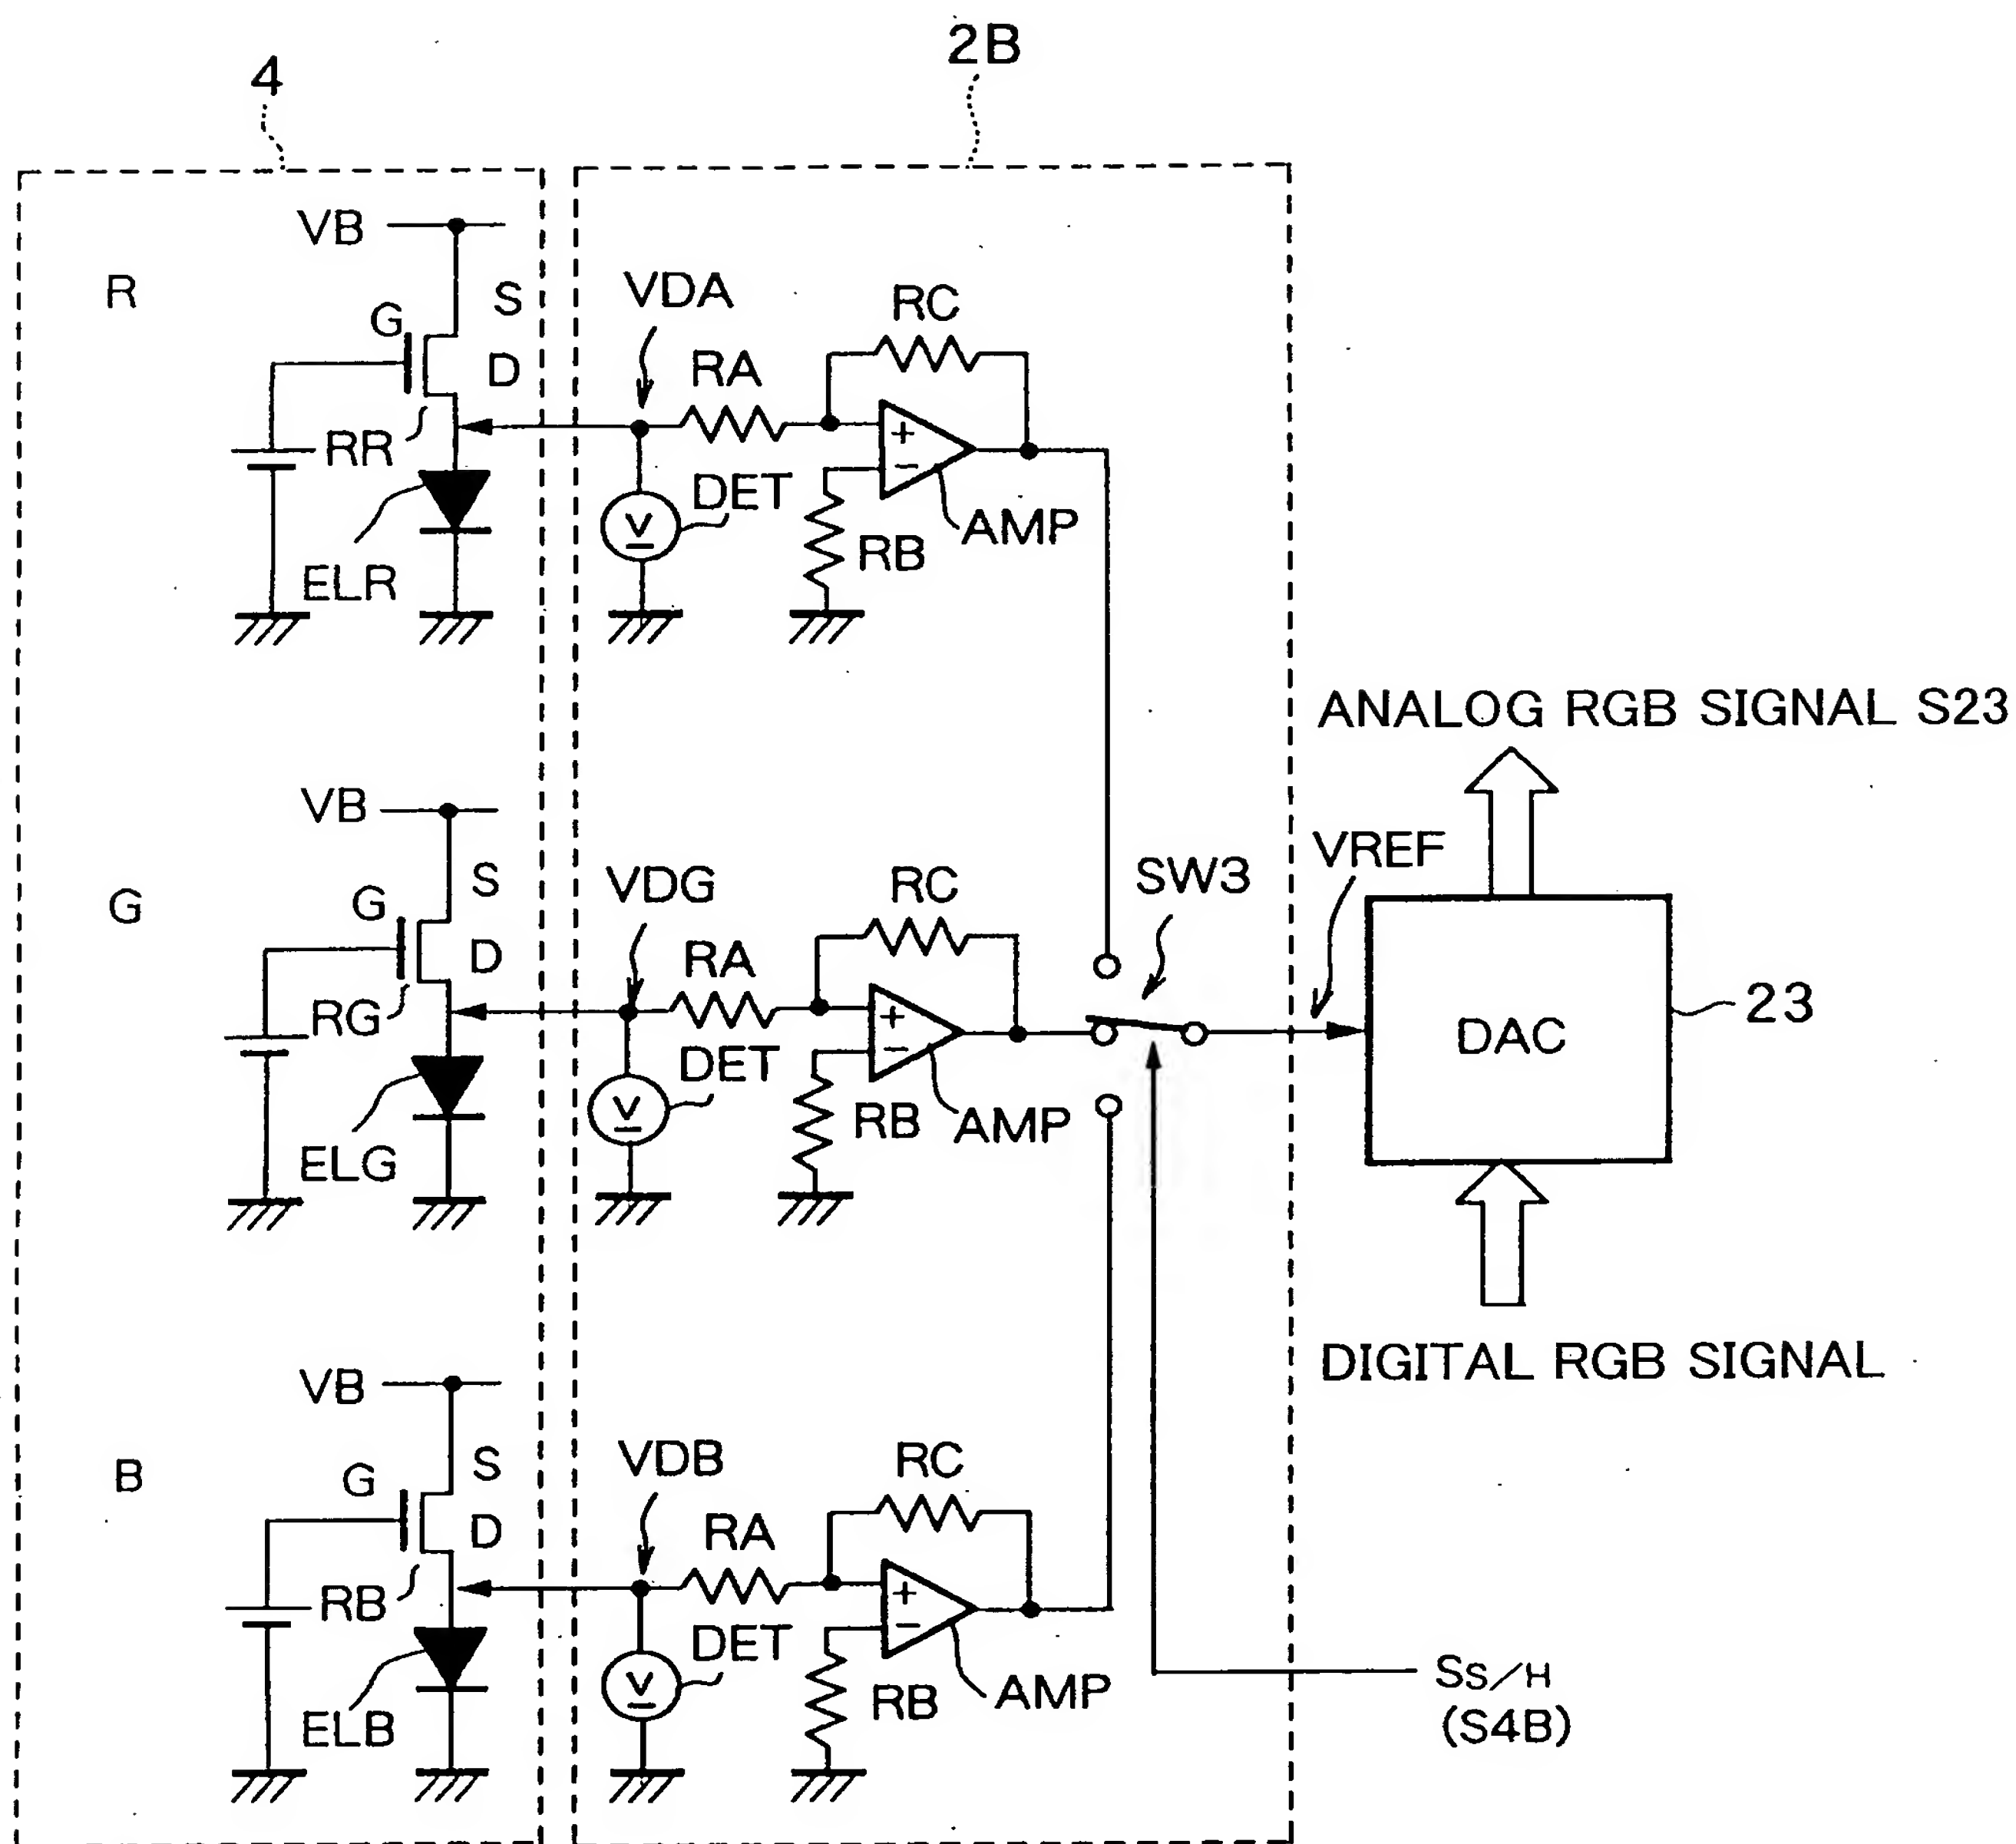 4
2B
VB
R
S
G
D
RR
ELR
VDA
RA
RC
+
−
DET
V
RB
AMP
VB
G
S
G
D
RG
ELG
VDG
RA
RC
+
−
DET
V
RB
AMP
SW3
ANALOG RGB SIGNAL S23
VREF
DAC
23
DIGITAL RGB SIGNAL
VB
B
S
G
D
RB
ELB
VDB
RA
RC
+
−
DET
V
RB
AMP
SS/H
(S4B)